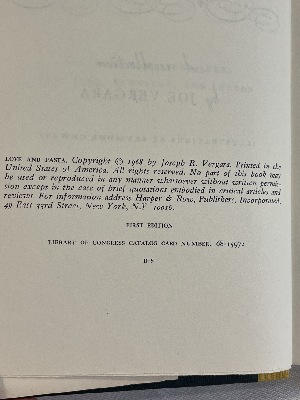 by JOE VERGARA
LOVE AND PASTA. Copyright © 1968 by Joseph R. Vergara. Printed in the
United States of America. All rights reserved. No part of this book may
be used or reproduced in any manner whatsoever without written permis-
sion except in the case of brief quotations embodied in critical articles and
reviews. For information address Harper & Row, Publishers, Incorporated,
49 East 33rd Street, New York, N.Y. 10016.
FIRST EDITION
LIBRARY OF CONGRESS CATALOG CARD NUMBER: 68-15972